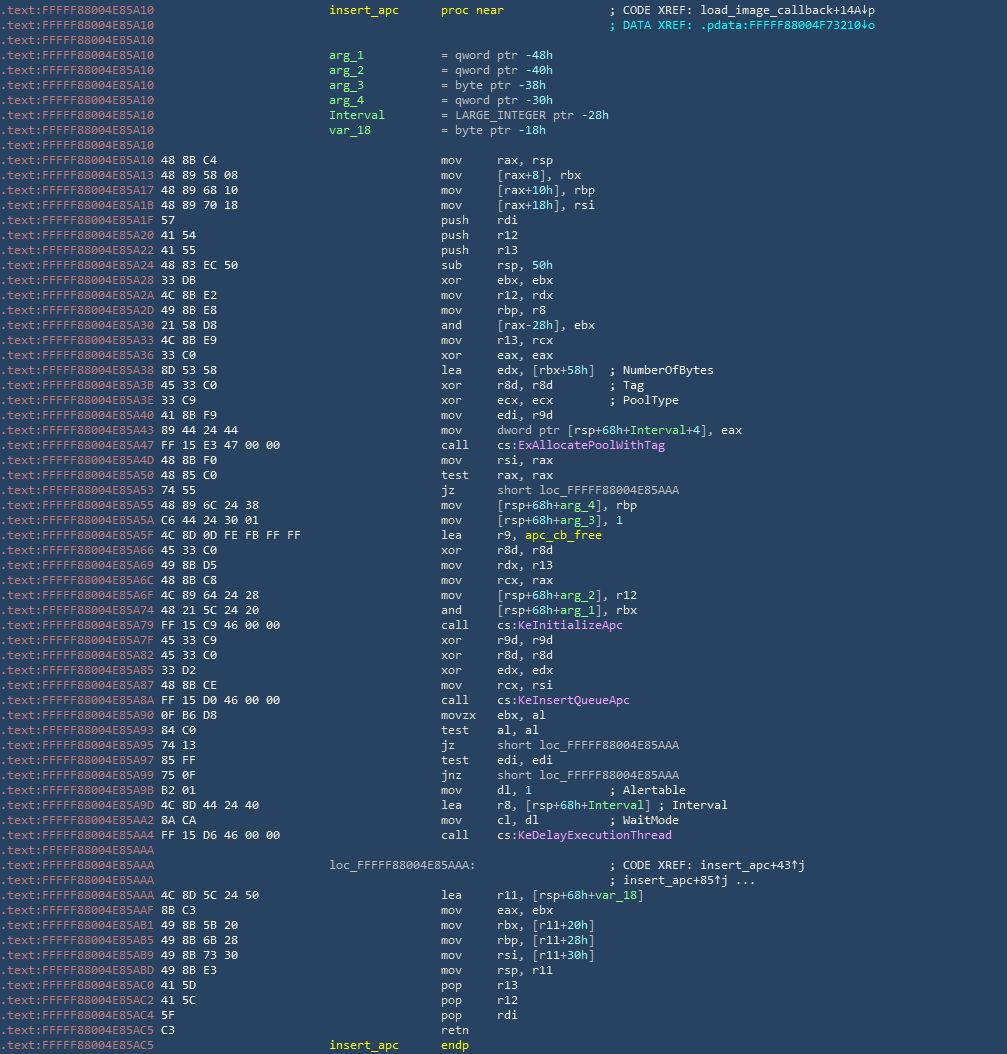 .text:FFFFF88004E85A10 insert_apc proc near ; CODE XREF: load_image_callback+14A↓p
.text:FFFFF88004E85A10 ; DATA XREF: .pdata:FFFFF88004F73210↓o
.text:FFFFF88004E85A10
.text:FFFFF88004E85A10 arg_1 = qword ptr -48h
.text:FFFFF88004E85A10 arg_2 = qword ptr -40h
.text:FFFFF88004E85A10 arg_3 = byte ptr -38h
.text:FFFFF88004E85A10 arg_4 = qword ptr -30h
.text:FFFFF88004E85A10 Interval = LARGE_INTEGER ptr -28h
.text:FFFFF88004E85A10 var_18 = byte ptr -18h
.text:FFFFF88004E85A10
.text:FFFFF88004E85A10 48 8B C4 mov rax, rsp
.text:FFFFF88004E85A13 48 89 58 08 mov [rax+8], rbx
.text:FFFFF88004E85A17 48 89 68 10 mov [rax+10h], rbp
.text:FFFFF88004E85A1B 48 89 70 18 mov [rax+18h], rsi
.text:FFFFF88004E85A1F 57 push rdi
.text:FFFFF88004E85A20 41 54 push r12
.text:FFFFF88004E85A22 41 55 push r13
.text:FFFFF88004E85A24 48 83 EC 50 sub rsp, 50h
.text:FFFFF88004E85A28 33 DB xor ebx, ebx
.text:FFFFF88004E85A2A 4C 8B E2 mov r12, rdx
.text:FFFFF88004E85A2D 49 8B E8 mov rbp, r8
.text:FFFFF88004E85A30 21 58 D8 and [rax-28h], ebx
.text:FFFFF88004E85A33 4C 8B E9 mov r13, rcx
.text:FFFFF88004E85A36 33 C0 xor eax, eax
.text:FFFFF88004E85A38 8D 53 58 lea edx, [rbx+58h] ; NumberOfBytes
.text:FFFFF88004E85A3B 45 33 C0 xor r8d, r8d ; Tag
.text:FFFFF88004E85A3E 33 C9 xor ecx, ecx ; PoolType
.text:FFFFF88004E85A40 41 8B F9 mov edi, r9d
.text:FFFFF88004E85A43 89 44 24 44 mov dword ptr [rsp+68h+Interval+4], eax
.text:FFFFF88004E85A47 FF 15 E3 47 00 00 call cs:ExAllocatePoolWithTag
.text:FFFFF88004E85A4D 48 8B F0 mov rsi, rax
.text:FFFFF88004E85A50 48 85 C0 test rax, rax
.text:FFFFF88004E85A53 74 55 jz short loc_FFFFF88004E85AAA
.text:FFFFF88004E85A55 48 89 6C 24 38 mov [rsp+68h+arg_4], rbp
.text:FFFFF88004E85A5A C6 44 24 30 01 mov [rsp+68h+arg_3], 1
.text:FFFFF88004E85A5F 4C 8D 0D FE FB FF FF lea r9, apc_cb_free
.text:FFFFF88004E85A66 45 33 C0 xor r8d, r8d
.text:FFFFF88004E85A69 49 8B D5 mov rdx, r13
.text:FFFFF88004E85A6C 48 8B C8 mov rcx, rax
.text:FFFFF88004E85A6F 4C 89 64 24 28 mov [rsp+68h+arg_2], r12
.text:FFFFF88004E85A74 48 21 5C 24 20 and [rsp+68h+arg_1], rbx
.text:FFFFF88004E85A79 FF 15 C9 46 00 00 call cs:KeInitializeApc
.text:FFFFF88004E85A7F 45 33 C9 xor r9d, r9d
.text:FFFFF88004E85A82 45 33 C0 xor r8d, r8d
.text:FFFFF88004E85A85 33 D2 xor edx, edx
.text:FFFFF88004E85A87 48 8B CE mov rcx, rsi
.text:FFFFF88004E85A8A FF 15 D0 46 00 00 call cs:KeInsertQueueApc
.text:FFFFF88004E85A90 0F B6 D8 movzx ebx, al
.text:FFFFF88004E85A93 84 C0 test al, al
.text:FFFFF88004E85A95 74 13 jz short loc_FFFFF88004E85AAA
.text:FFFFF88004E85A97 85 FF test edi, edi
.text:FFFFF88004E85A99 75 0F jnz short loc_FFFFF88004E85AAA
.text:FFFFF88004E85A9B B2 01 mov dl, 1 ; Alertable
.text:FFFFF88004E85A9D 4C 8D 44 24 40 lea r8, [rsp+68h+Interval] ; Interval
.text:FFFFF88004E85AA2 8A CA mov cl, dl ; WaitMode
.text:FFFFF88004E85AA4 FF 15 D6 46 00 00 call cs:KeDelayExecutionThread
.text:FFFFF88004E85AAA
.text:FFFFF88004E85AAA loc_FFFFF88004E85AAA: ; CODE XREF: insert_apc+43↑j
.text:FFFFF88004E85AAA ; insert_apc+85↑j ...
.text:FFFFF88004E85AAA 4C 8D 5C 24 50 lea r11, [rsp+68h+var_18]
.text:FFFFF88004E85AAF 8B C3 mov eax, ebx
.text:FFFFF88004E85AB1 49 8B 5B 20 mov rbx, [r11+20h]
.text:FFFFF88004E85AB5 49 8B 6B 28 mov rbp, [r11+28h]
.text:FFFFF88004E85AB9 49 8B 73 30 mov rsi, [r11+30h]
.text:FFFFF88004E85ABD 49 8B E3 mov rsp, r11
.text:FFFFF88004E85AC0 41 5D pop r13
.text:FFFFF88004E85AC2 41 5C pop r12
.text:FFFFF88004E85AC4 5F pop rdi
.text:FFFFF88004E85AC5 C3 retn
.text:FFFFF88004E85AC5 insert_apc endp